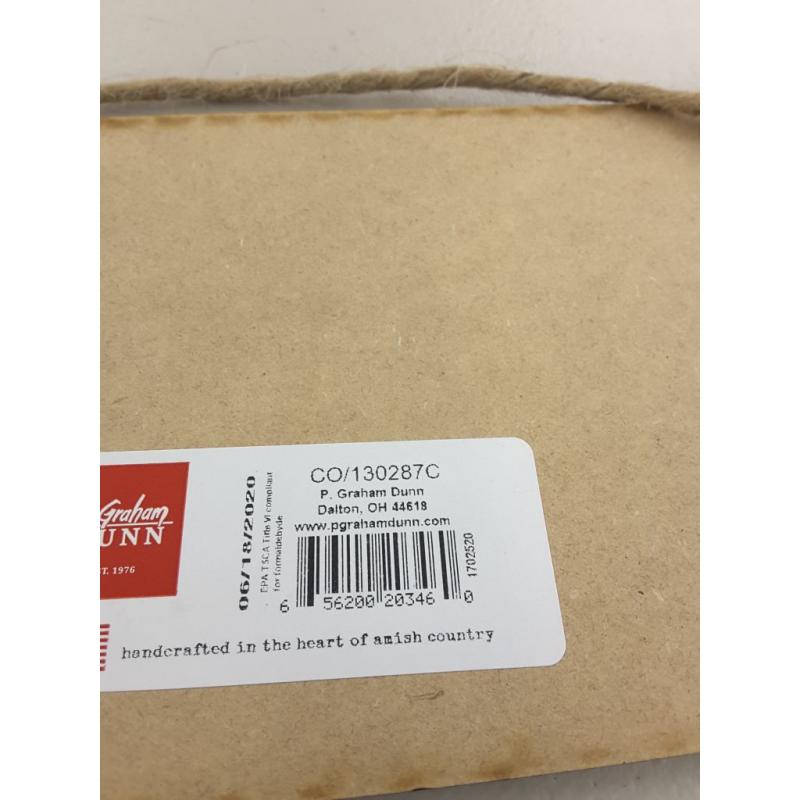 Graham
UNN
ST. 1976
06/18/2020
EPA TSCA Title VI compliant
for formaldehyde
CO/130287C
P. Graham Dunn
Dalton, OH 44618
www.pgrahamdunn.com
6 56200 20346 0
1702520
handcrafted in the heart of amish country